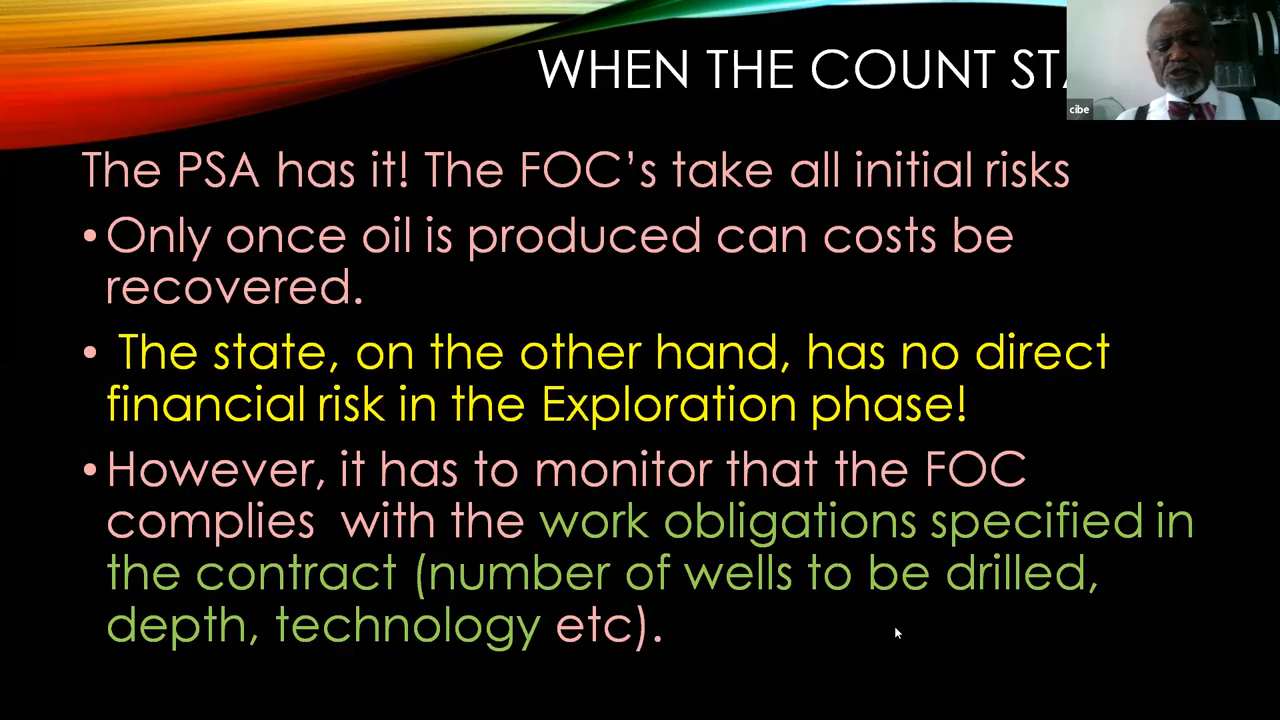 WHEN THE COUNT
cibe
The PSA has it! The FOC’s take all initial risks
•Only once oil is produced can costs be
recovered.
• The state, on the other hand, has no direct
financial risk in the Exploration phase!
•However, it has to monitor that the FOC
complies with the work obligations specified in
the contract (number of wells to be drilled,
depth, technology etc).